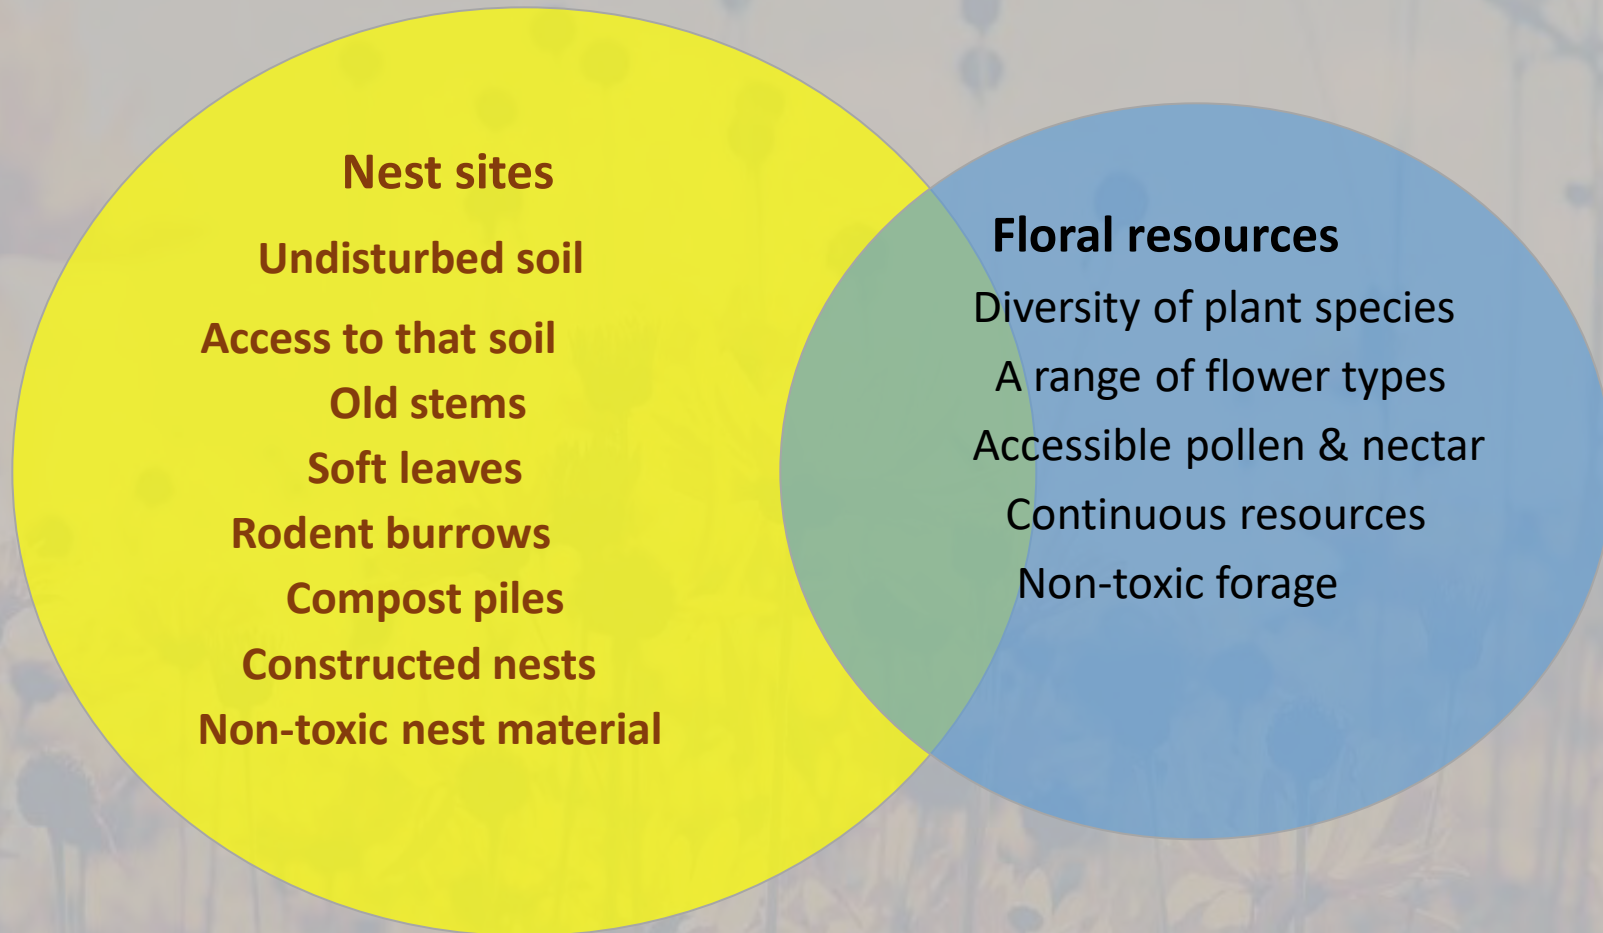 Nest sites
Undisturbed soil
Access to that soil
Old stems
Soft leaves
Rodent burrows
Compost piles
Constructed nests
Non-toxic nest material
Floral resources
Diversity of plant species
A range of flower types
Accessible pollen & nectar
Continuous resources
Non-toxic forage